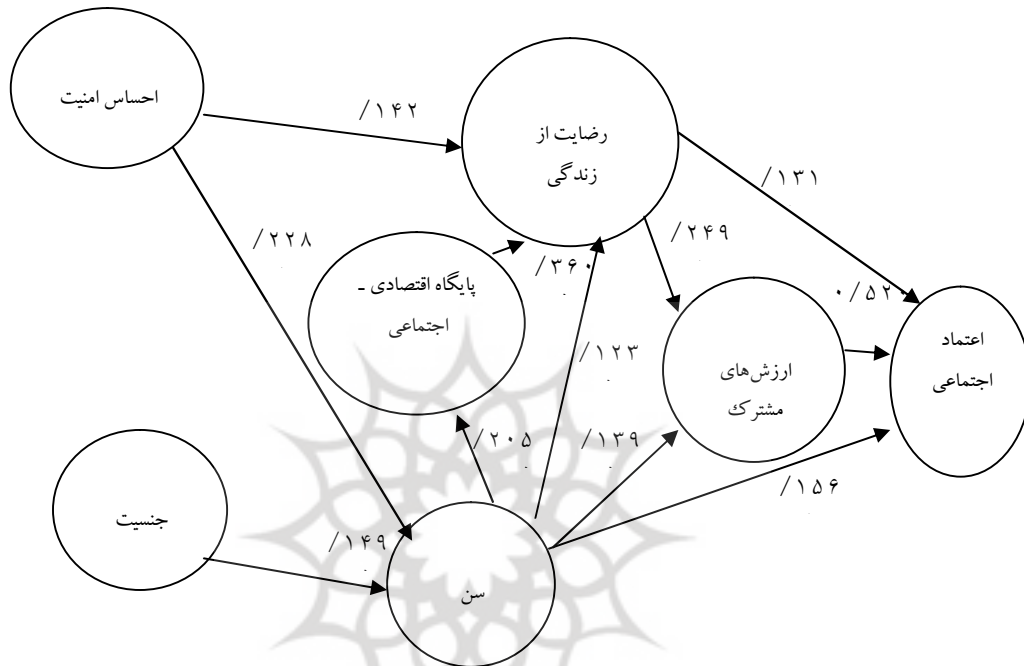 احساس امنیت
/۱۴۲
رضایت از
زندگی
/۱۳۱
/۲۲۸
/۲۴۹
/۳۶۰
پایگاه اقتصادی ـ
اجتماعی
۰/۵۲۰
اعتماد
اجتماعی
/۱۲۳
ارزش‌های
مشترک
/۲۰۵
/۱۳۹
/۱۵۶
جنسیت
/۱۴۹
سن